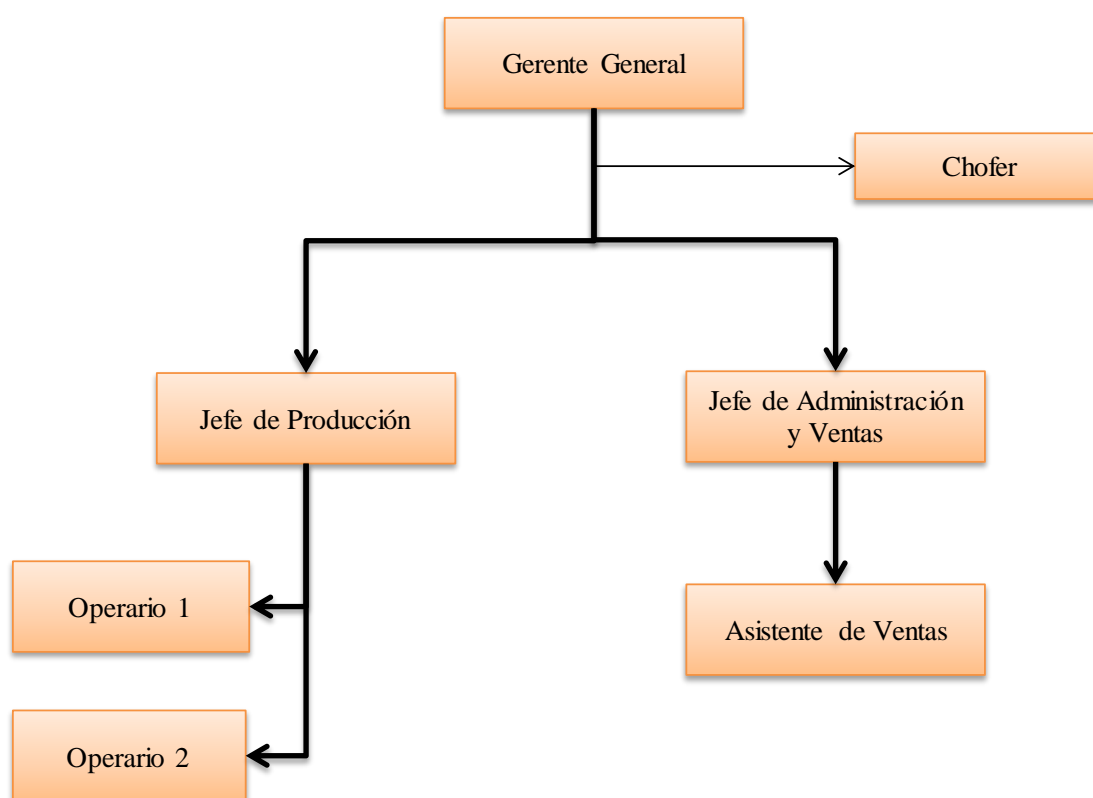 Gerente General
Chofer
Jefe de Producción
Jefe de Administración
y Ventas
Operario 1
Asistente de Ventas
Operario 2